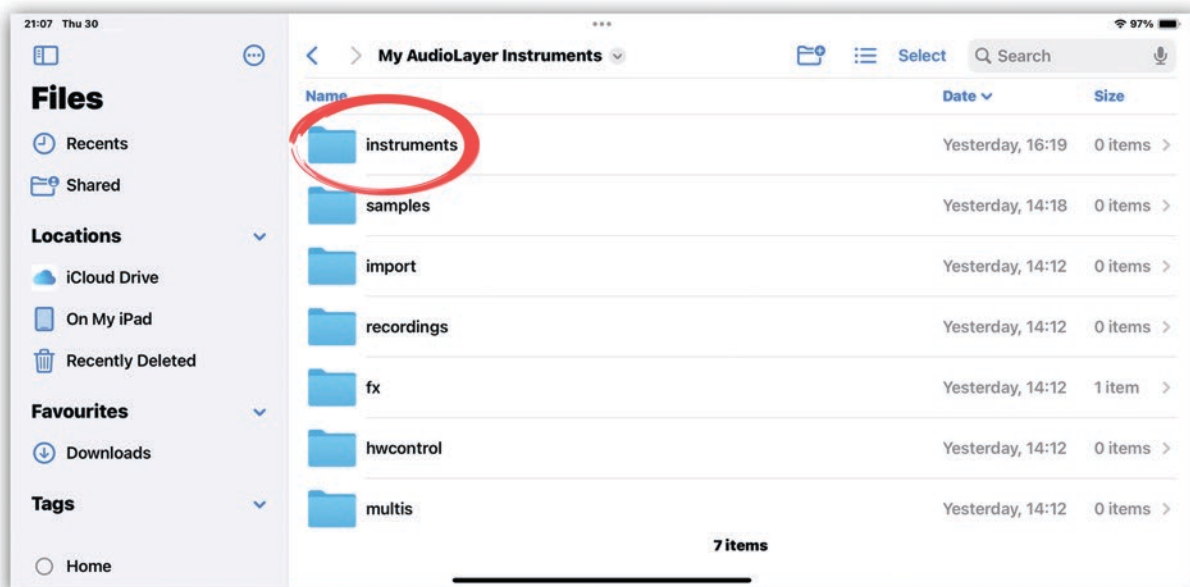 21:07 Thu 30
97%
Files
Recents
Shared
Locations
iCloud Drive
On My iPad
Recently Deleted
Favourites
Downloads
Tags
Home
My AudioLayer Instruments
Select
Search
Name Date Size
instruments Yesterday, 16:19 0 items
samples Yesterday, 14:18 0 items
import Yesterday, 14:12 0 items
recordings Yesterday, 14:12 0 items
fx Yesterday, 14:12 1 item
hwcontrol Yesterday, 14:12 0 items
multis Yesterday, 14:12 0 items
7 items